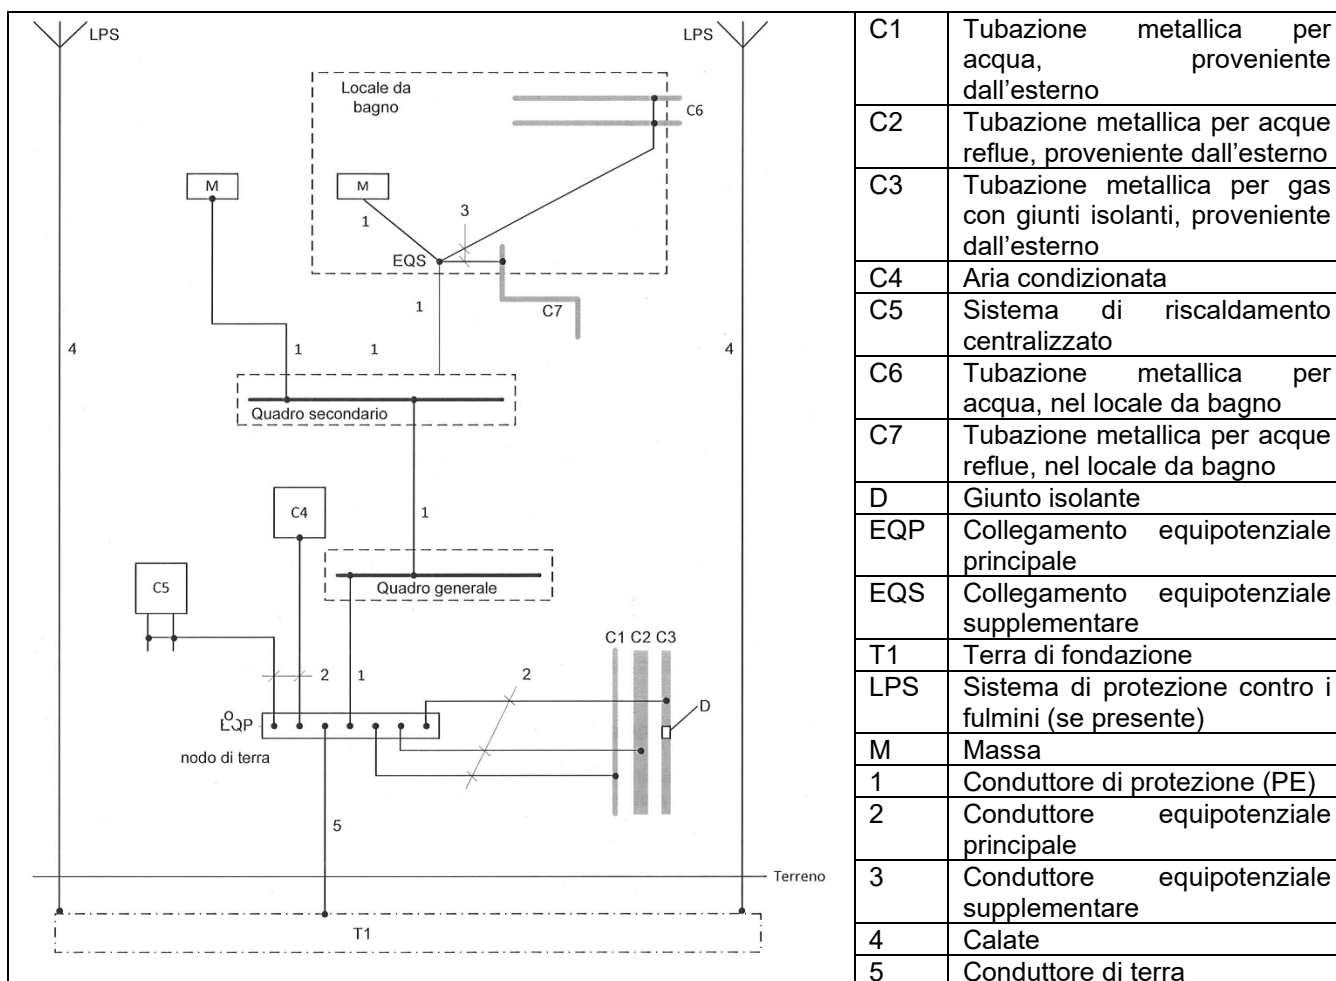 LPS
LPS
Locale da
bagno
C6
M
M
1
3
EQS
1
C7
4
1
1
4
Quadro secondario
C4
1
C5
Quadro generale
C1 C2 C3
2
1
2
D
o
EQP
nodo di terra
5
Terreno
T1
C1 Tubazione metallica per
acqua, proveniente
dall'esterno
C2 Tubazione metallica per acque
reflue, proveniente dall'esterno
C3 Tubazione metallica per gas
con giunti isolanti, proveniente
dall'esterno
C4 Aria condizionata
C5 Sistema di riscaldamento
centralizzato
C6 Tubazione metallica per
acqua, nel locale da bagno
C7 Tubazione metallica per acque
reflue, nel locale da bagno
D Giunto isolante
EQP Collegamento equipotenziale
principale
EQS Collegamento equipotenziale
supplementare
T1 Terra di fondazione
LPS Sistema di protezione contro i
fulmini (se presente)
M Massa
1 Conduttore di protezione (PE)
2 Conduttore equipotenziale
principale
3 Conduttore equipotenziale
supplementare
4 Calate
5 Conduttore di terra